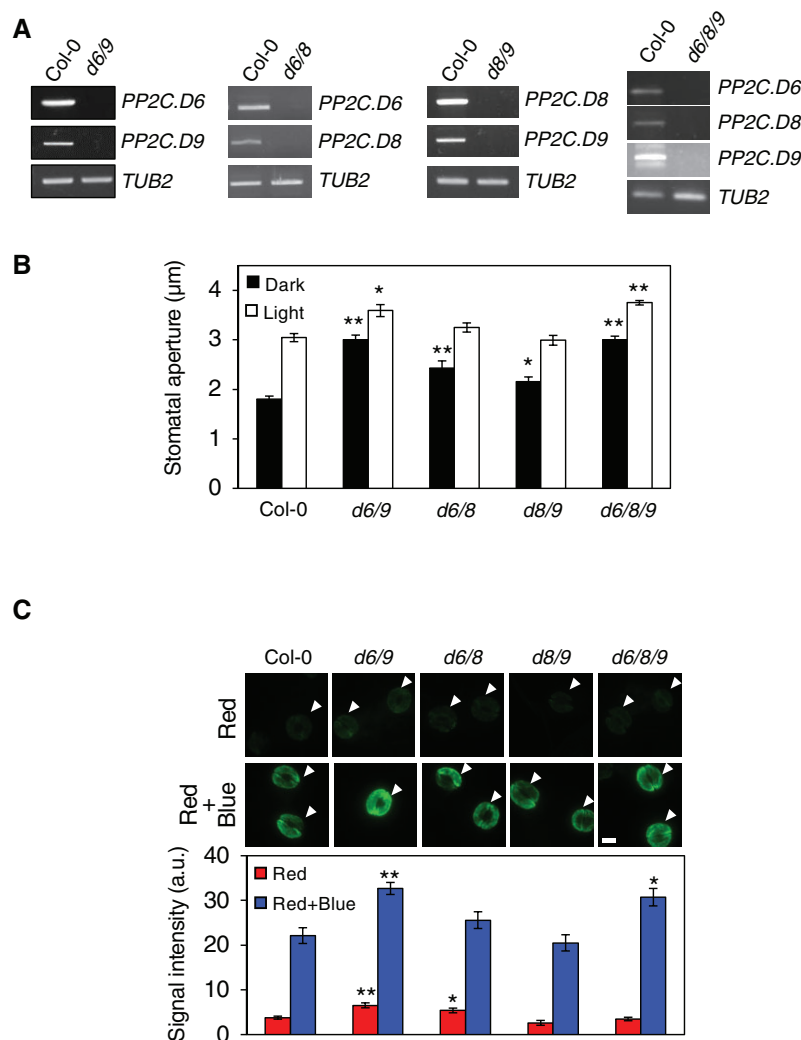 A
Col-0 d6/9
PP2C.D6
PP2C.D9
TUB2
Col-0 d6/8
PP2C.D6
PP2C.D8
TUB2
Col-0 d8/9
PP2C.D8
PP2C.D9
TUB2
Col-0 d6/8/9
PP2C.D6
PP2C.D8
PP2C.D9
TUB2
B
Stomatal aperture (µm)
4
3
2
1
0
Dark
Light
** *
**
*
** **
Col-0 d6/9 d6/8 d8/9 d6/8/9
C
Col-0 d6/9 d6/8 d8/9 d6/8/9
Red
Red + Blue
Signal intensity (a.u.)
40
30
20
10
0
Red
Red+Blue
** **
*
*